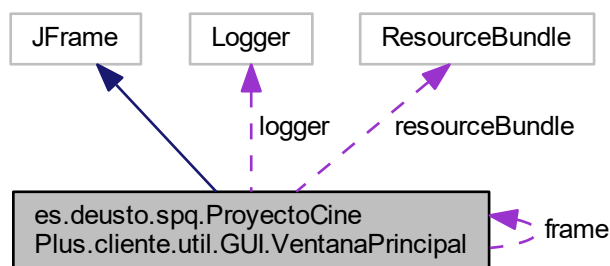 JFrame
Logger
ResourceBundle
logger
resourceBundle
es.deusto.spq.ProyectoCine
Plus.cliente.util.GUI.VentanaPrincipal
frame